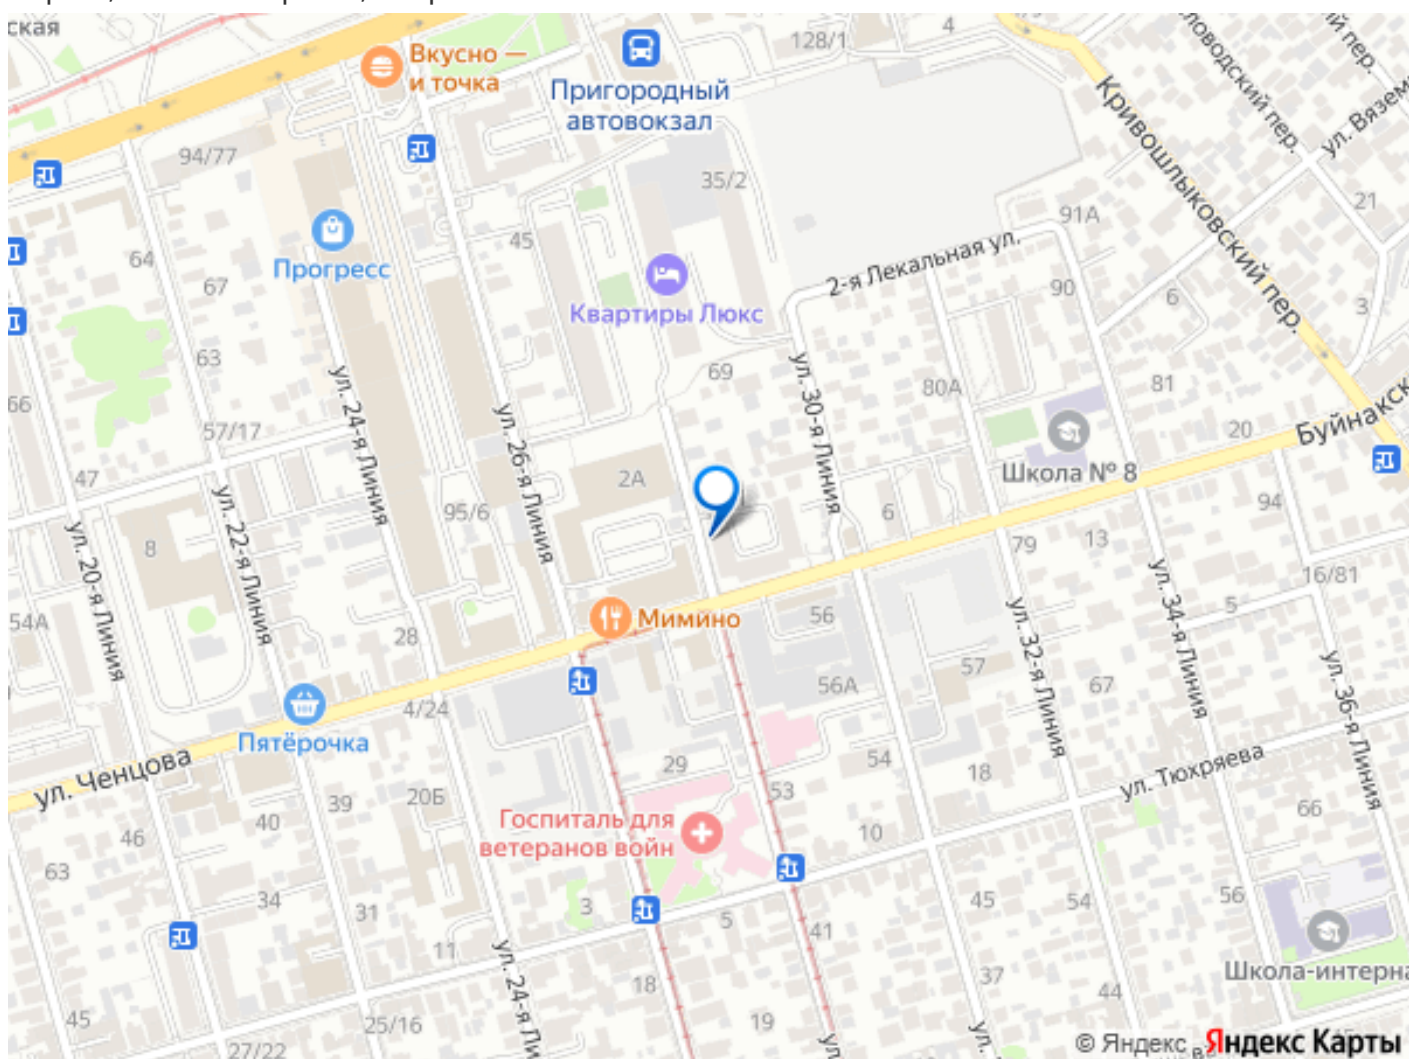 ская
Вкусно —
и точка
128/1
4
Пригородный
автовокзал
ул. Вязем
94/77
35/2
Кривошлыковский пер.
21
91А
45
64
Прогресс
67
2-я Лекальная ул.
90
6
3
Квартиры Люкс
63
69
ул. 24-я Линия
ул. 30-я Линия
80А
81
66
57/17
ул. 26-я Линия
20
Буйнакск
Школа № 8
47
2А
94
95/6
6
ул. 20-я Линия
ул. 22-я Линия
8
79
13
16/81
54А
28
Мимино
56
ул. 32-я Линия
ул. 34-я Линия
5
57
67
56А
ул. 36-я Линия
4/24
Пятёрочка
ул. Ченцова
29
54
18
ул. Тюхряева
39
20Б
53
66
46
40
Госпиталь для
ветеранов войн
10
63
34
31
3
5
45
54
56
11
41
ул. 24-я Ли
37
Школа-интерна
18
44
45
25/16
19
27/22
ул.
© Яндекс Яндекс Карты